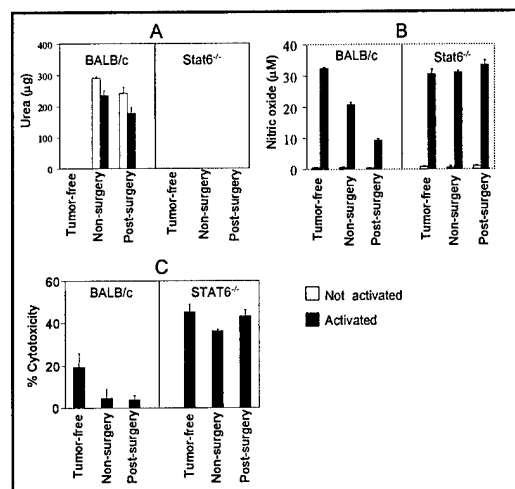 A
BALB/c
Stat6-/-
Urea (µg)
400
300
200
100
0
Tumor-free
Non-surgery
Post-surgery
Tumor-free
Non-surgery
Post-surgery
B
BALB/c
Stat6-/-
Nitric oxide (µM)
40
30
20
10
0
Tumor-free
Non-surgery
Post-surgery
Tumor-free
Non-surgery
Post-surgery
C
BALB/c
STAT6-/-
% Cytotoxicity
60
40
20
0
Tumor-free
Non-surgery
Post-surgery
Tumor-free
Non-surgery
Post-surgery
Not activated
Activated